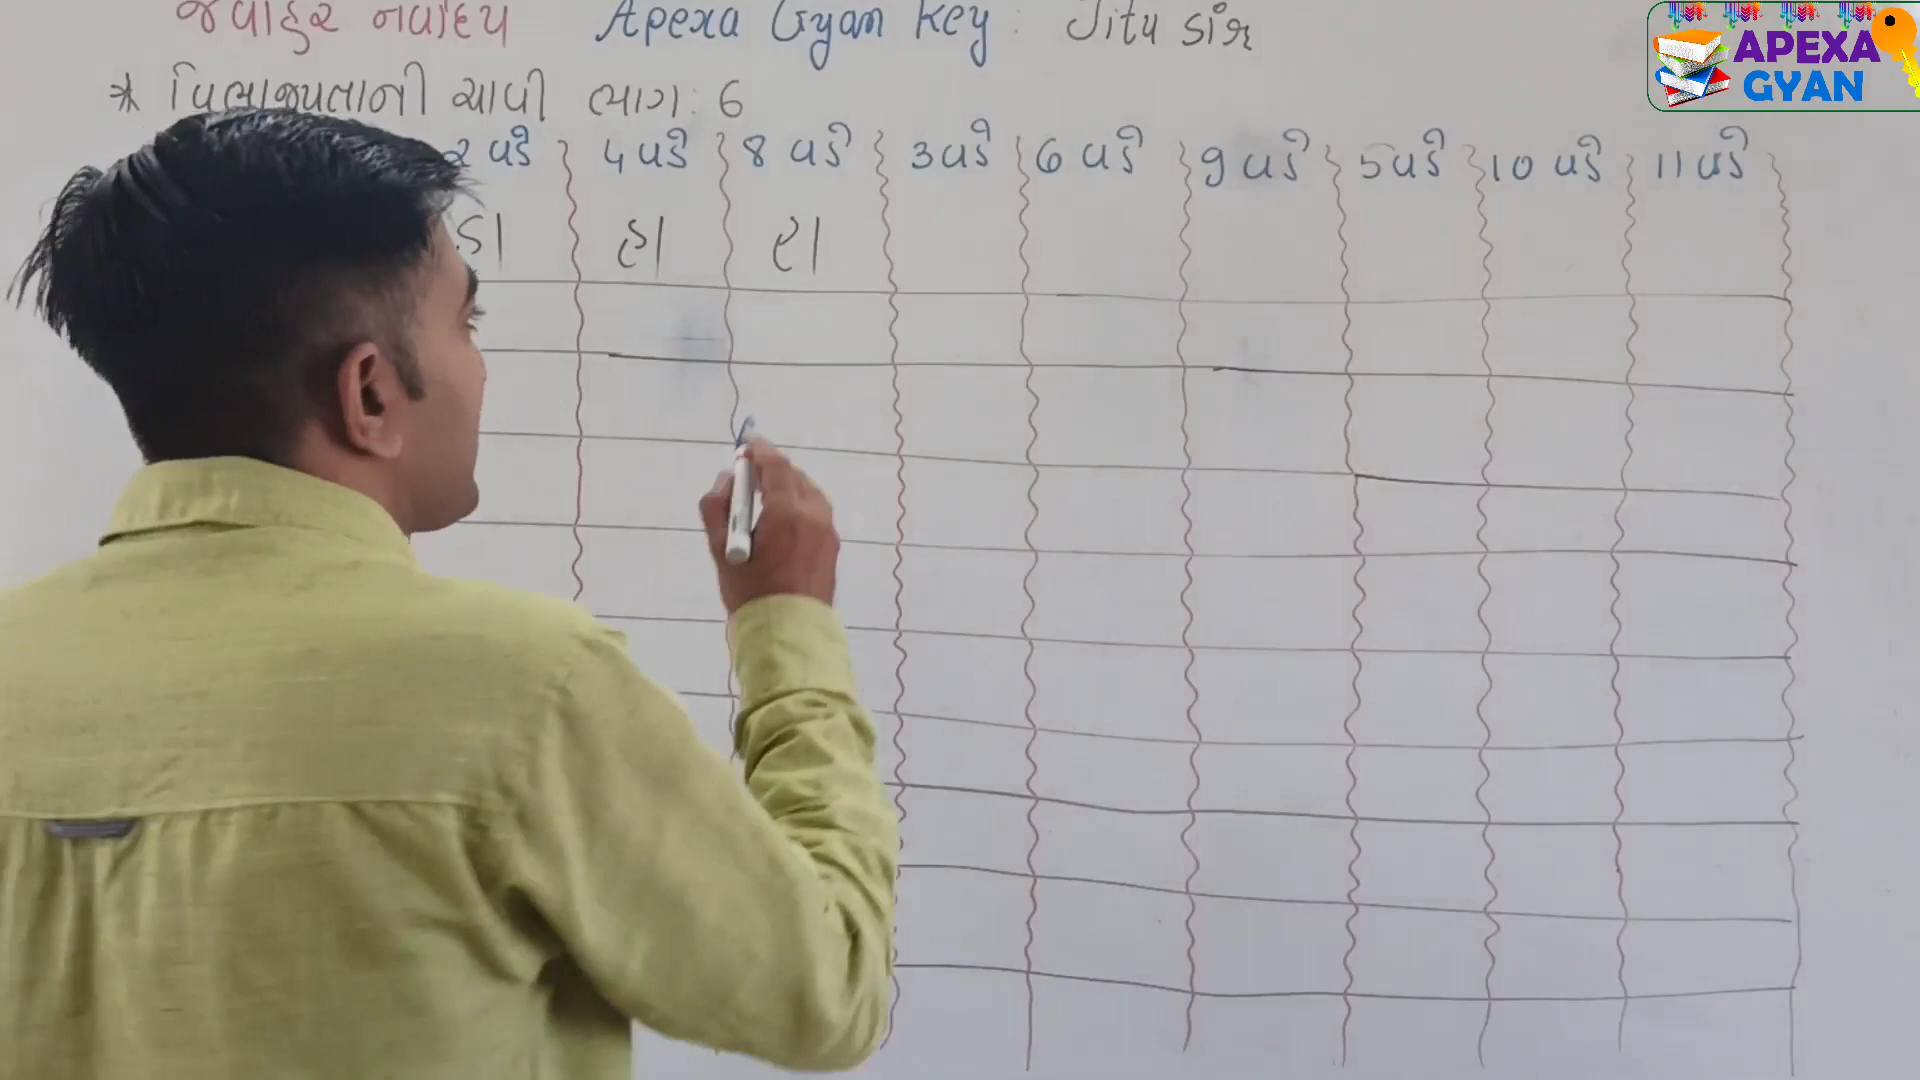 જવાહર નવોદય Apexa Gyan Key : Jitu સર
* વિભાજ્યતાની ચાવી ભાગ : 6
2 વડે 4 વડે 8 વડે 3 વડે 6 વડે 9 વડે 5 વડે 10 વડે 11 વડે
હા હા હા
APEXA
GYAN